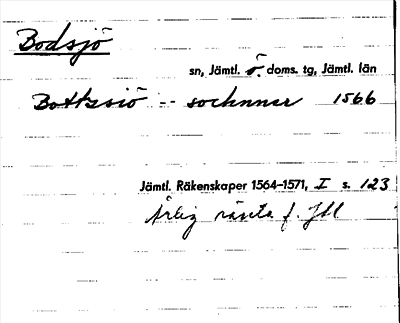 Bodsjö
sn, Jämtl. ö. doms. tg, Jämtl. län
Bottzsiö -- sochnner 1566
Jämtl. Räkenskaper 1564–1571, I s. 123
Årlig ränta f. Jtl